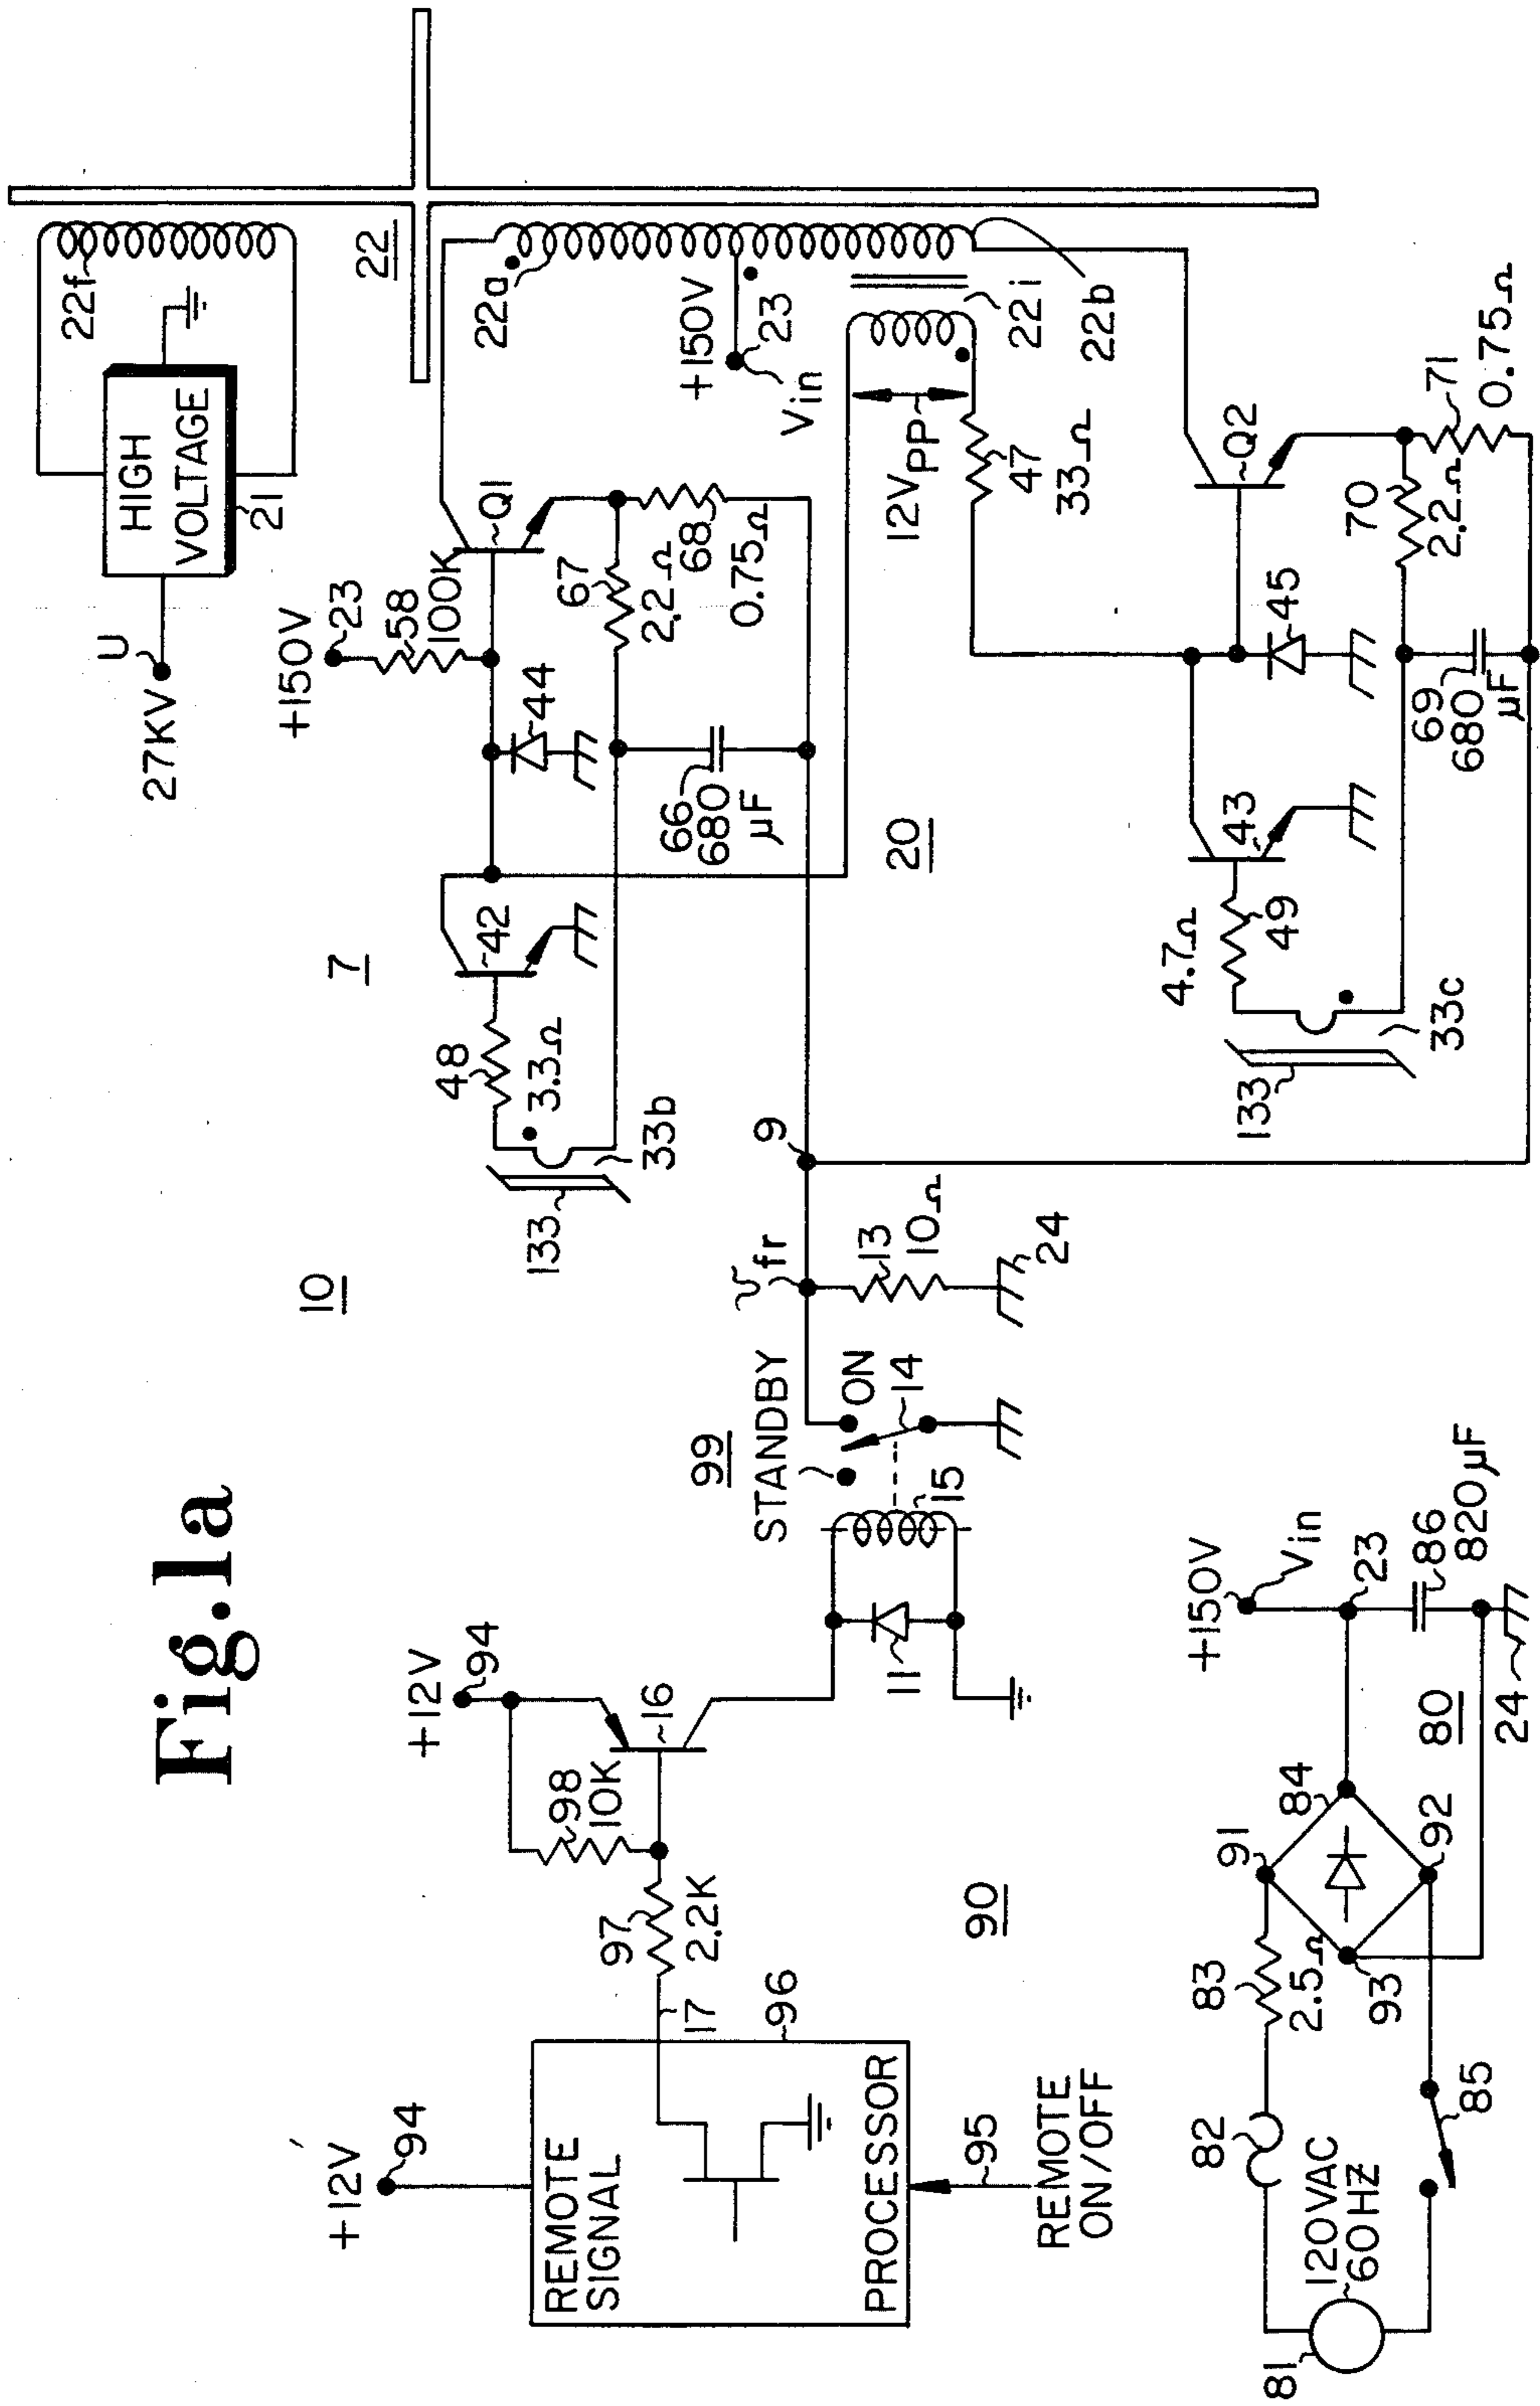 Fig.1a
10
7
+12V
94
REMOTE
SIGNAL
PROCESSOR
96
17
95
REMOTE
ON/OFF
97
2.2K
98
10K
+12V
94
16
90
11
15
99
STANDBY
ON
14
fr
13
10Ω
24
9
133
33b
48
3.3Ω
42
44
+150V
23
58
100K
Q1
67
2.2Ω
68
0.75Ω
66
680
μF
20
27KV
U
HIGH
VOLTAGE
21
22f
22
22a
+150V
23
Vin
12VPP
22i
22b
47
33Ω
Q2
45
43
4.7Ω
49
133
33c
70
2.2Ω
71
0.75Ω
69
680
μF
81
120VAC
60HZ
82
85
83
2.5Ω
91
84
93
92
80
+150V
Vin
23
86
820μF
24